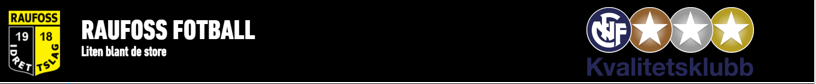 RAUFOSS
19 18
IDRETTSLAG
RAUFOSS FOTBALL
Liten blant de store
NFF
Kvalitetsklubb